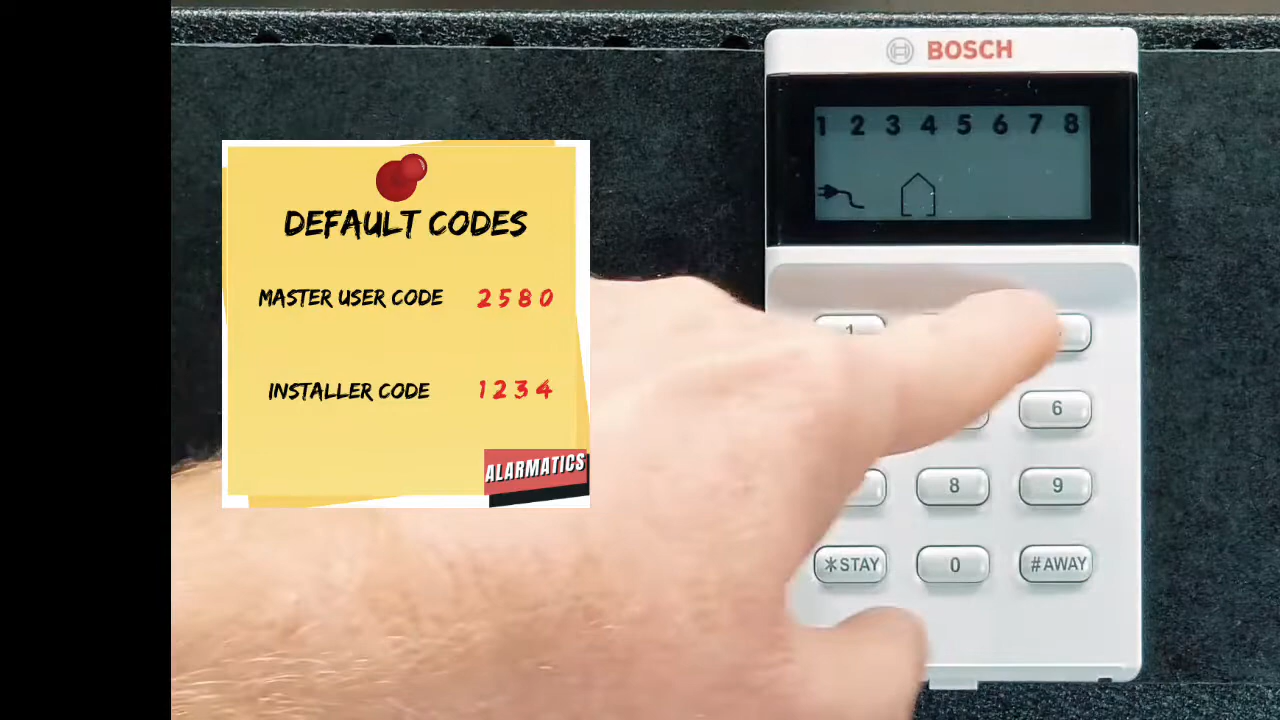 BOSCH
1 2 3 4 5 6 7 8
DEFAULT CODES
MASTER USER CODE 2580
INSTALLER CODE 1234
ALARMATICS
1
6
8 9
*STAY 0 #AWAY